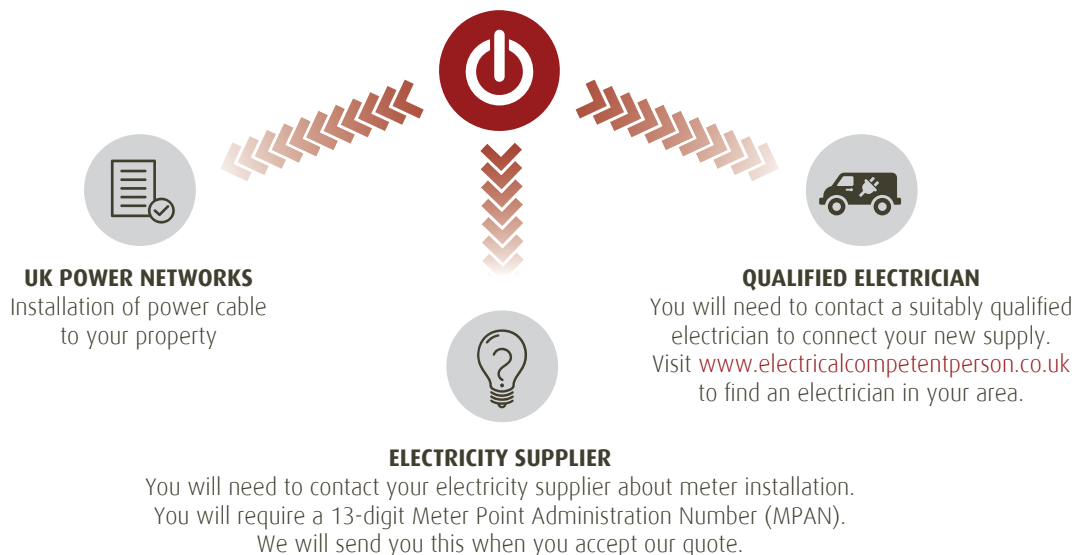 UK POWER NETWORKS
Installation of power cable
to your property
QUALIFIED ELECTRICIAN
You will need to contact a suitably qualified
electrician to connect your new supply.
Visit www.electricalcompetentperson.co.uk
to find an electrician in your area.
?
ELECTRICITY SUPPLIER
You will need to contact your electricity supplier about meter installation.
You will require a 13-digit Meter Point Administration Number (MPAN).
We will send you this when you accept our quote.